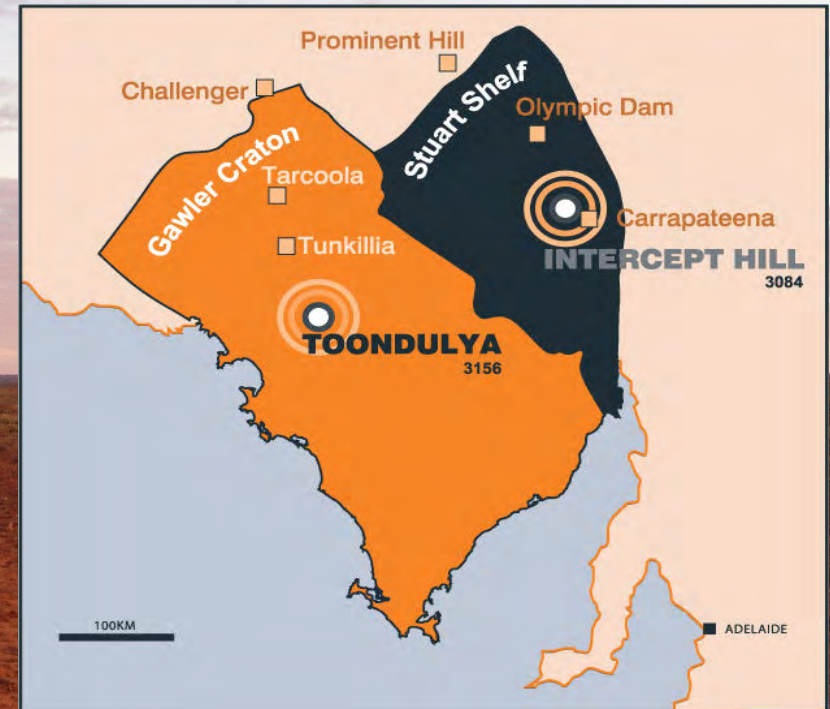 Prominent Hill
Challenger
Stuart Shelf
Olympic Dam
Gawler Craton
Tarcoola
Carrapateena
Tunkillia
INTERCEPT HILL
3084
TOONDULYA
3156
100KM
ADELAIDE